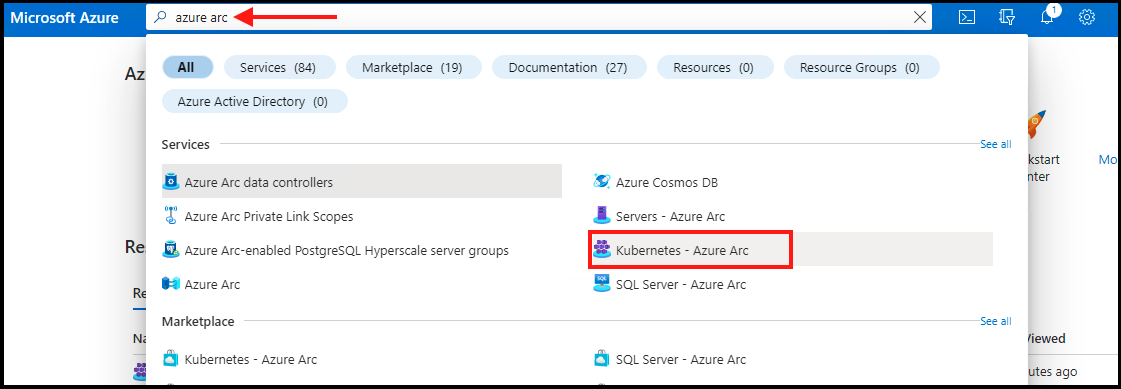 Microsoft Azure
azure arc
1
All
Services (84)
Marketplace (19)
Documentation (27)
Resources (0)
Resource Groups (0)
Azure Active Directory (0)
Services
See all
Azure Arc data controllers
Azure Cosmos DB
Azure Arc Private Link Scopes
Servers - Azure Arc
Azure Arc-enabled PostgreSQL Hyperscale server groups
Kubernetes - Azure Arc
Azure Arc
SQL Server - Azure Arc
Marketplace
See all
Kubernetes - Azure Arc
SQL Server - Azure Arc
Az
kstart
nter
Mo
Res
Re
Na
Viewed
utes ago